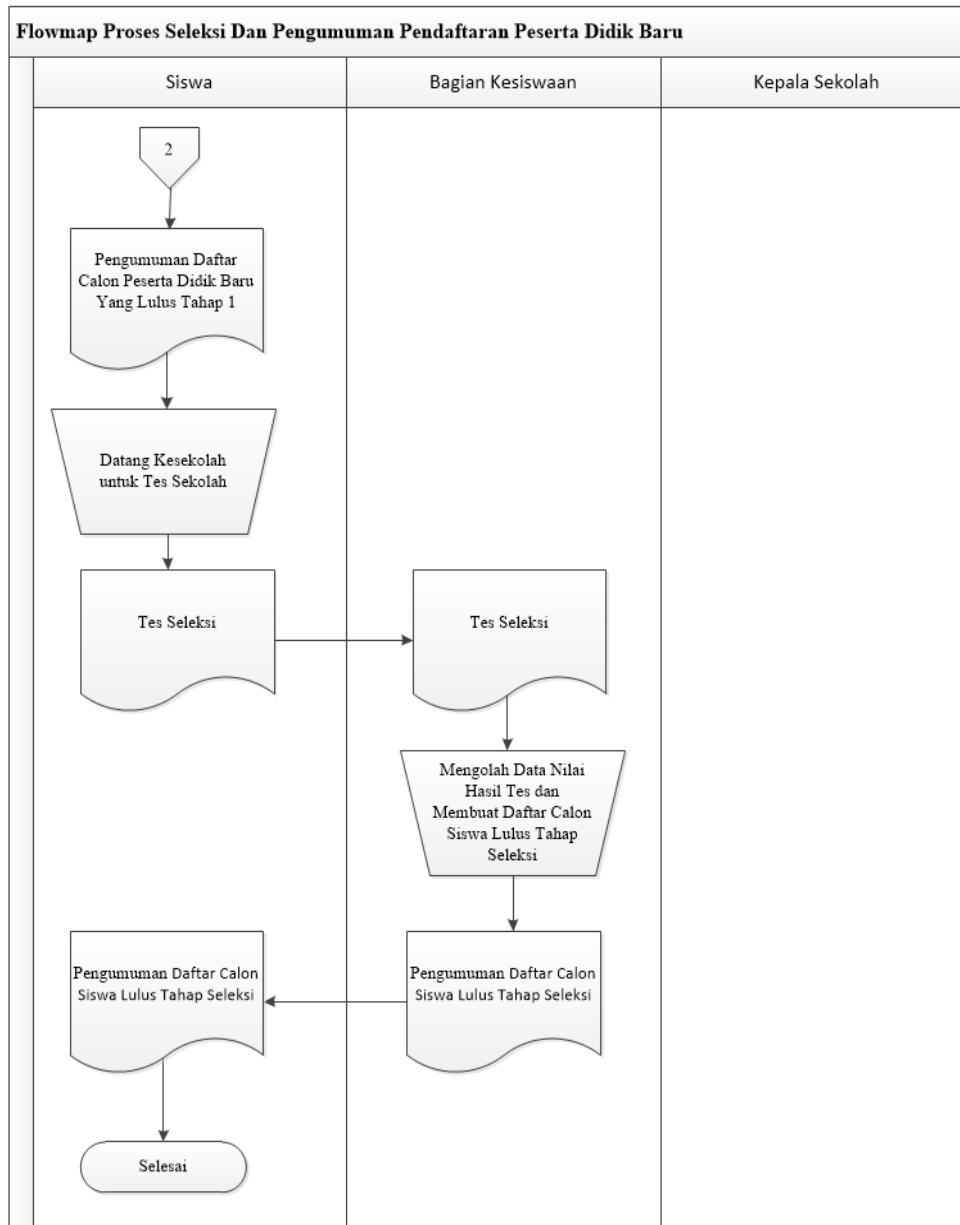 Flowmap Proses Seleksi Dan Pengumuman Pendaftaran Peserta Didik Baru
Siswa
Bagian Kesiswaan
Kepala Sekolah
2
Pengumuman Daftar
Calon Peserta Didik Baru
Yang Lulus Tahap 1
Datang Kesekolah
untuk Tes Sekolah
Tes Seleksi
Tes Seleksi
Mengolah Data Nilai
Hasil Tes dan
Membuat Daftar Calon
Siswa Lulus Tahap
Seleksi
Pengumuman Daftar Calon
Siswa Lulus Tahap Seleksi
Pengumuman Daftar Calon
Siswa Lulus Tahap Seleksi
Selesai